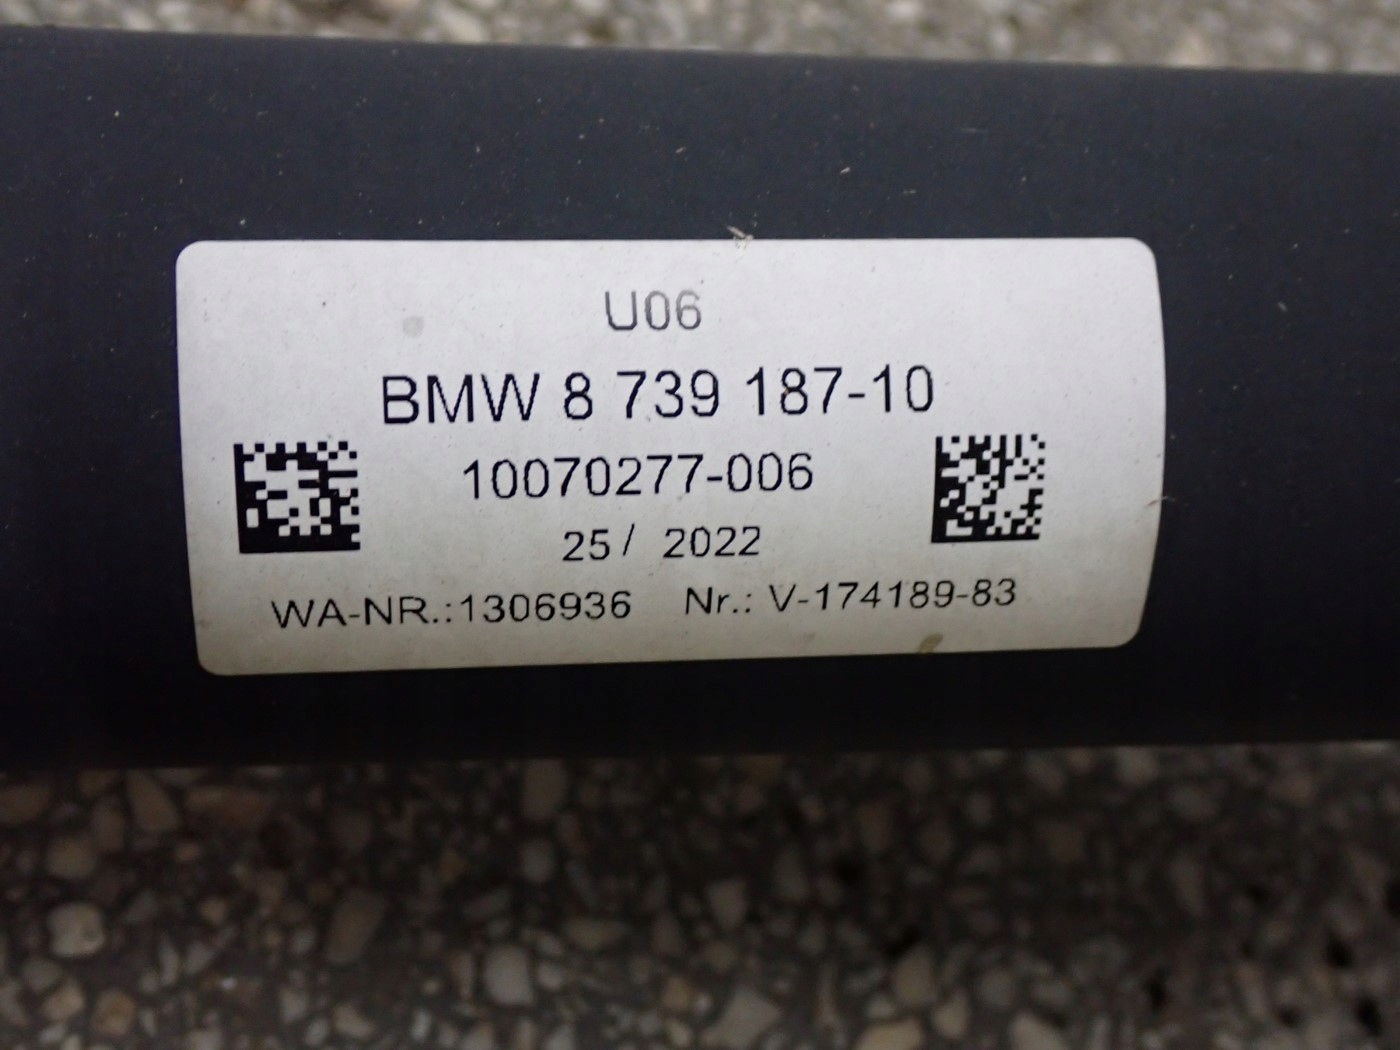 U06
BMW 8 739 187-10
10070277-006
25/ 2022
WA-NR.:1306936 Nr.: V-174189-83